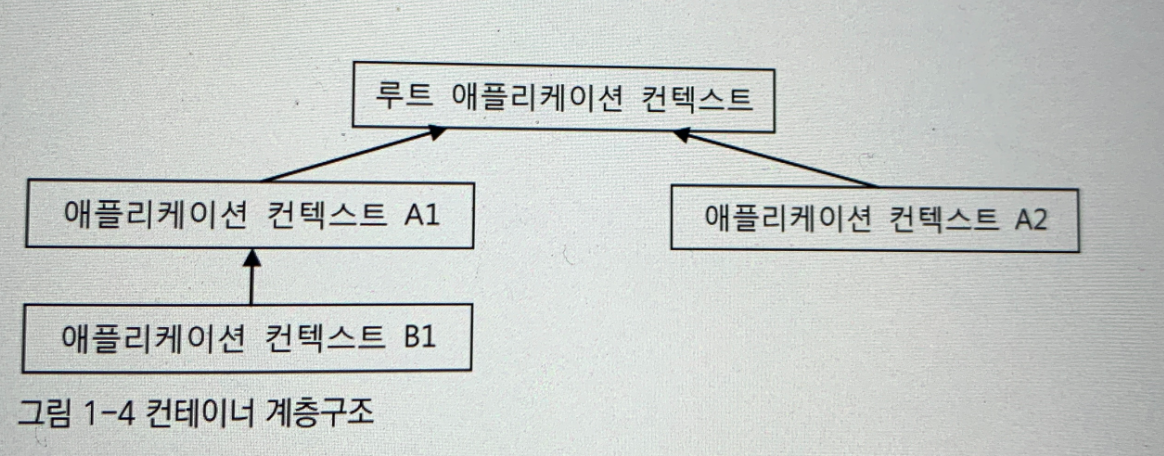 루트 애플리케이션 컨텍스트
애플리케이션 컨텍스트 A1
애플리케이션 컨텍스트 A2
애플리케이션 컨텍스트 B1
그림 1-4 컨테이너 계층구조